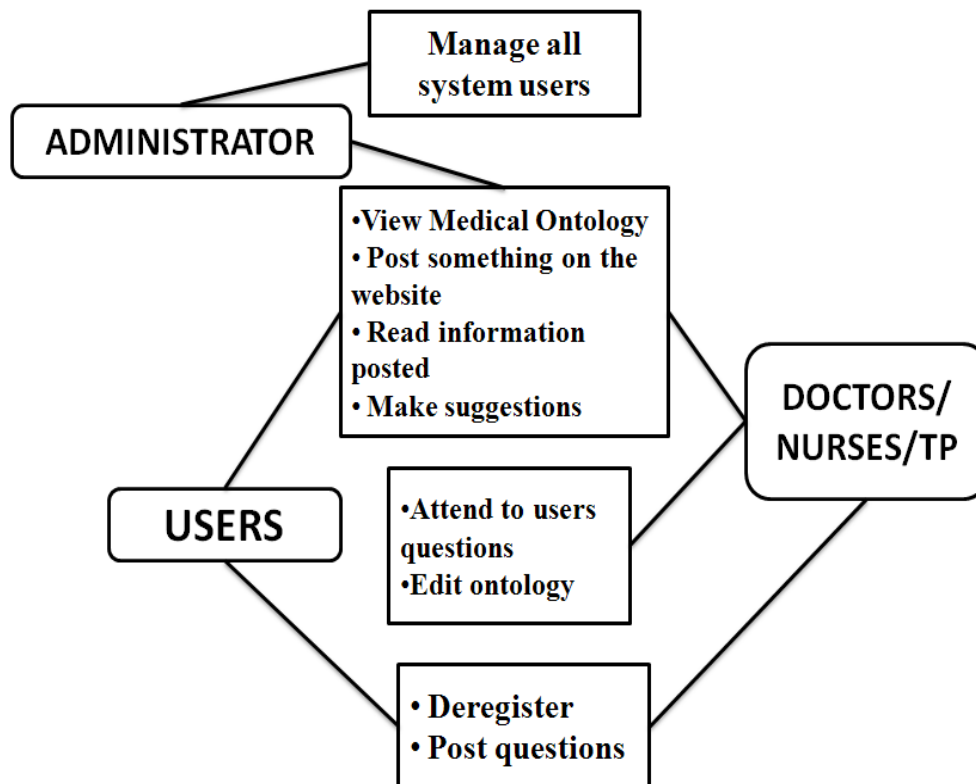 Manage all
system users
ADMINISTRATOR
•View Medical Ontology
• Post something on the
website
• Read information
posted
• Make suggestions
DOCTORS/
NURSES/TP
USERS
•Attend to users
questions
•Edit ontology
• Deregister
• Post questions